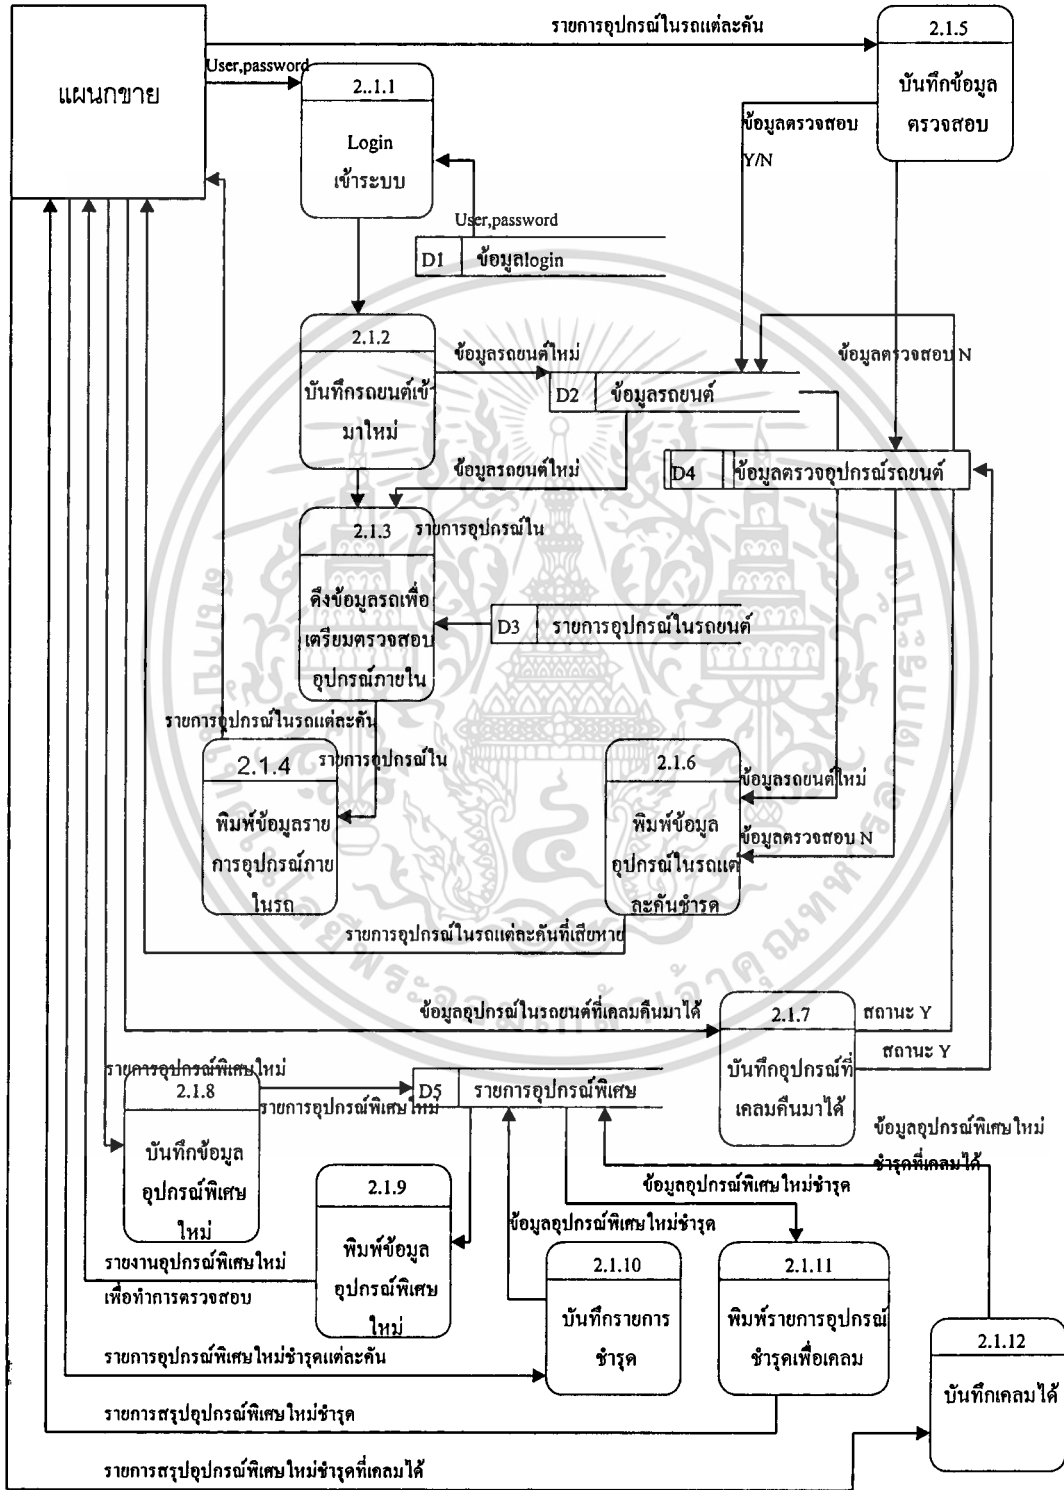 รายการอุปกรณ์ในรถแต่ละคัน
2.1.5
บันทึกข้อมูล
ตรวจสอบ
แผนกขาย
User,password
2..1.1
Login
เข้าระบบ
ข้อมูลตรวจสอบ
Y/N
User,password
D1 ข้อมูลlogin
2.1.2
บันทึกรถยนต์เข้า
มาใหม่
ข้อมูลรถยนต์ใหม่
D2 ข้อมูลรถยนต์
ข้อมูลตรวจสอบ N
ข้อมูลรถยนต์ใหม่
D4 ข้อมูลตรวจอุปกรณ์รถยนต์
2.1.3
รายการอุปกรณ์ใน
ดึงข้อมูลรถเพื่อ
เตรียมตรวจสอบ
อุปกรณ์ภายใน
D3 รายการอุปกรณ์ในรถยนต์
รายการอุปกรณ์ในรถแต่ละคัน
2.1.4
รายการอุปกรณ์ใน
พิมพ์ข้อมูลราย
การอุปกรณ์ภาย
ในรถ
2.1.6
พิมพ์ข้อมูล
อุปกรณ์ในรถแต่
ละคันชำรุด
ข้อมูลรถยนต์ใหม่
ข้อมูลตรวจสอบ N
รายการอุปกรณ์ในรถแต่ละคันที่เสียหาย
ข้อมูลอุปกรณ์ในรถยนต์ที่เคลมคืนมาได้
2.1.7
บันทึกอุปกรณ์ที่
เคลมคืนมาได้
สถานะ Y
สถานะ Y
รายการอุปกรณ์พิเศษใหม่
2.1.8
บันทึกข้อมูล
อุปกรณ์พิเศษ
ใหม่
รายการอุปกรณ์พิเศษใหม่
D5 รายการอุปกรณ์พิเศษ
ข้อมูลอุปกรณ์พิเศษใหม่
ชำรุดที่เคลมได้
ข้อมูลอุปกรณ์พิเศษใหม่ชำรุด
2.1.9
พิมพ์ข้อมูล
อุปกรณ์พิเศษ
ใหม่
ข้อมูลอุปกรณ์พิเศษใหม่ชำรุด
รายงานอุปกรณ์พิเศษใหม่
เพื่อทำการตรวจสอบ
2.1.10
บันทึกรายการ
ชำรุด
2.1.11
พิมพ์รายการอุปกรณ์
ชำรุดเพื่อเคลม
2.1.12
บันทึกเคลมได้
รายการอุปกรณ์พิเศษใหม่ชำรุดแต่ละคัน
รายการสรุปอุปกรณ์พิเศษใหม่ชำรุด
รายการสรุปอุปกรณ์พิเศษใหม่ชำรุดที่เคลมได้